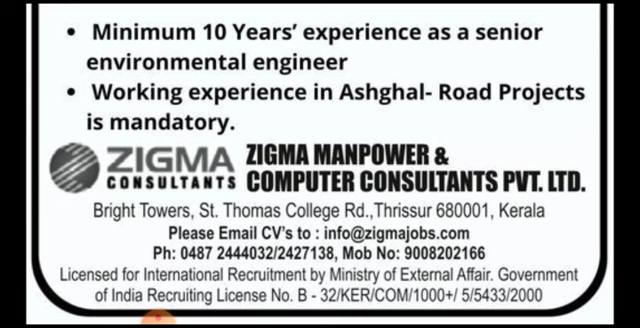 • Minimum 10 Years' experience as a senior
environmental engineer
• Working experience in Ashghal- Road Projects
is mandatory.
ZIGMA
CONSULTANTS
ZIGMA MANPOWER &
COMPUTER CONSULTANTS PVT. LTD.
Bright Towers, St. Thomas College Rd.,Thrissur 680001, Kerala
Please Email CV's to : info@zigmajobs.com
Ph: 0487 2444032/2427138, Mob No: 9008202166
Licensed for International Recruitment by Ministry of External Affair. Government
of India Recruiting License No. B - 32/KER/COM/1000+/ 5/5433/2000